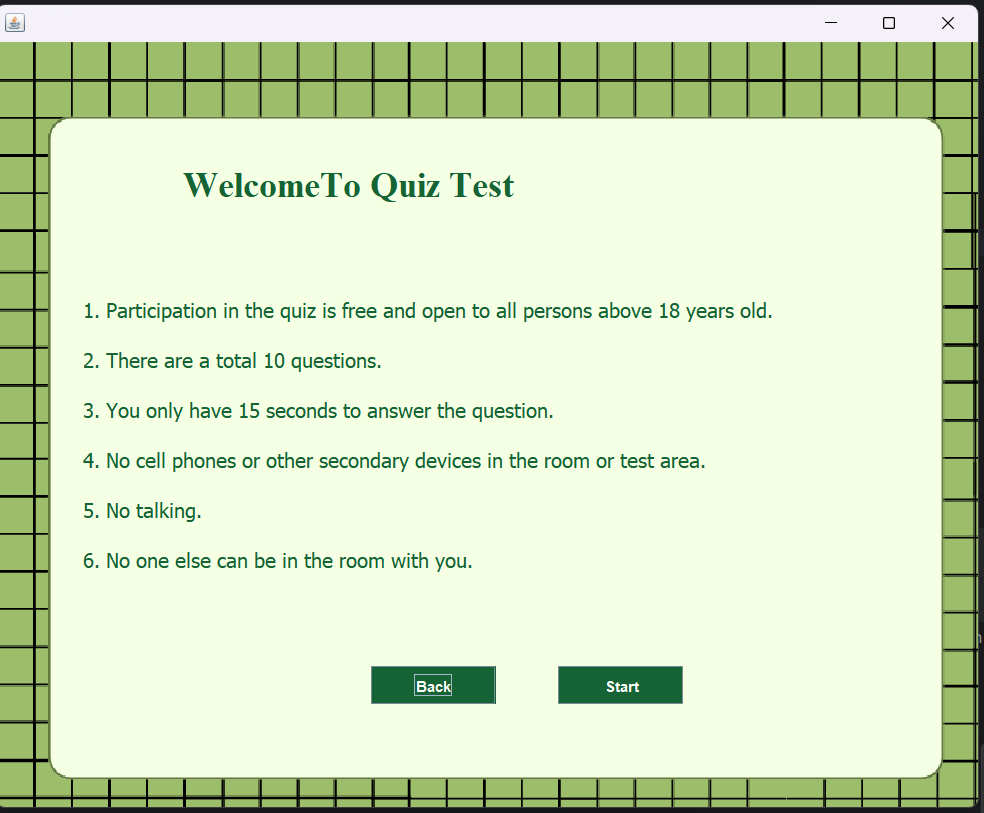 WelcomeTo Quiz Test
1. Participation in the quiz is free and open to all persons above 18 years old.
2. There are a total 10 questions.
3. You only have 15 seconds to answer the question.
4. No cell phones or other secondary devices in the room or test area.
5. No talking.
6. No one else can be in the room with you.
Back Start